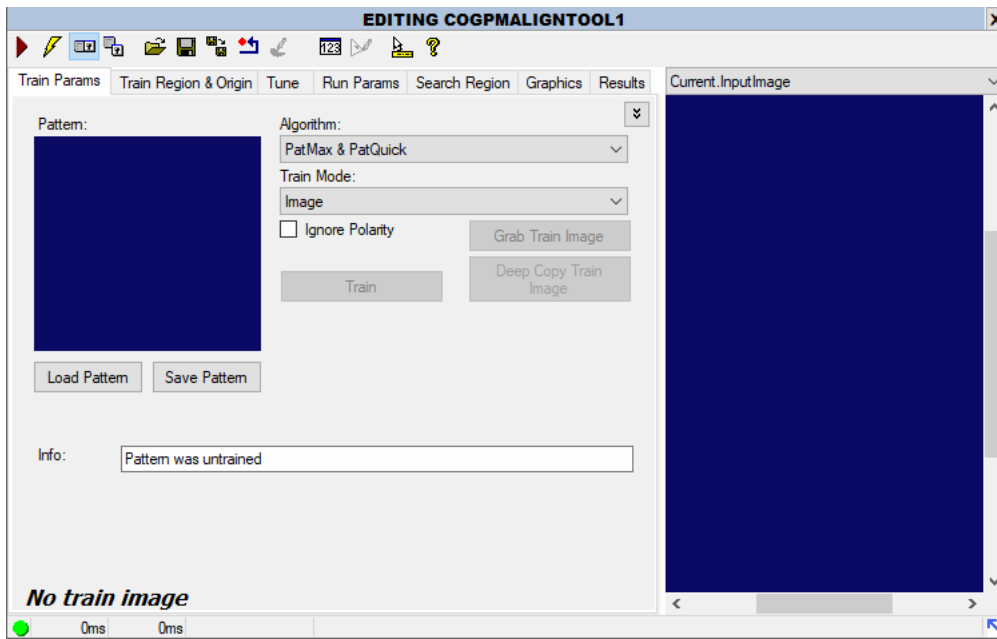 EDITING COGPMALIGNTOOL1
Train Params Train Region & Origin Tune Run Params Search Region Graphics Results
Current.InputImage
Pattern:
Algorithm:
PatMax & PatQuick
Train Mode:
Image
Ignore Polarity
Grab Train Image
Train
Deep Copy Train
Image
Load Pattern Save Pattern
Info:
Pattern was untrained
No train image
0ms 0ms